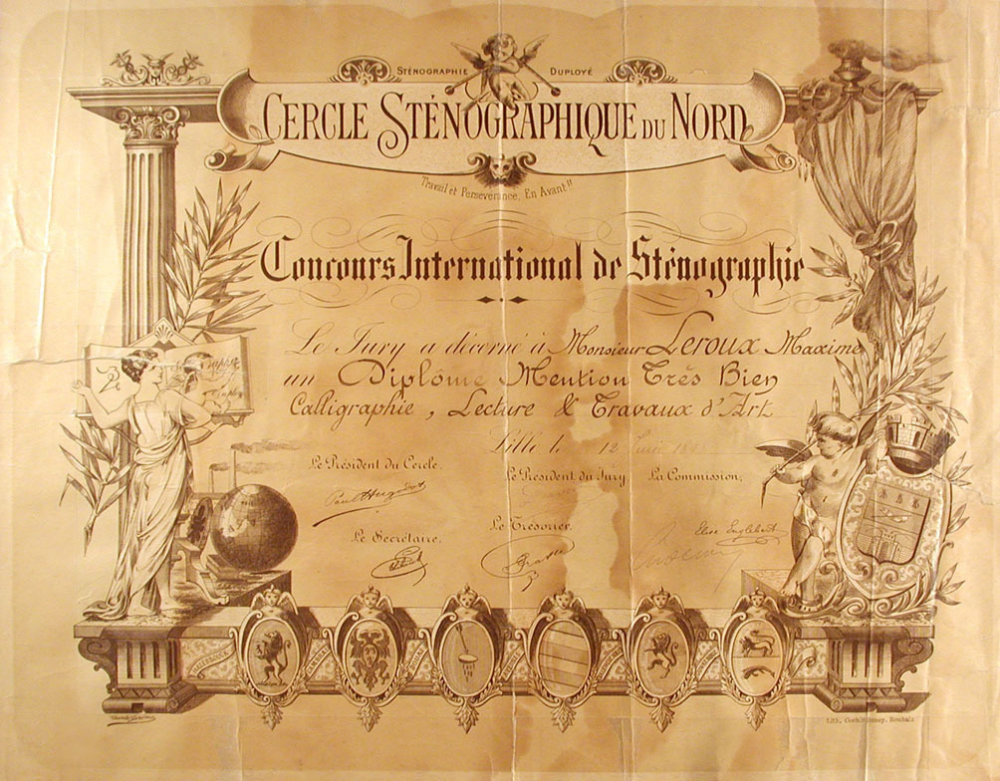 STÉNOGRAPHIE DUPLOYÉ
CERCLE STÉNOGRAPHIQUE DU NORD
Travail et Persévérance, En Avant!!
Concours International de Sténographie
Le Jury a décerné à Monsieur Leroux Maxime
un Diplôme Mention Très Bien
Calligraphie, Lecture & Travaux d'Art
Lille le 12 Juin
Le Président du Cercle. Le Président du Jury La Commission,
Le Secrétaire. Le Trésorier.
Elise Englebert